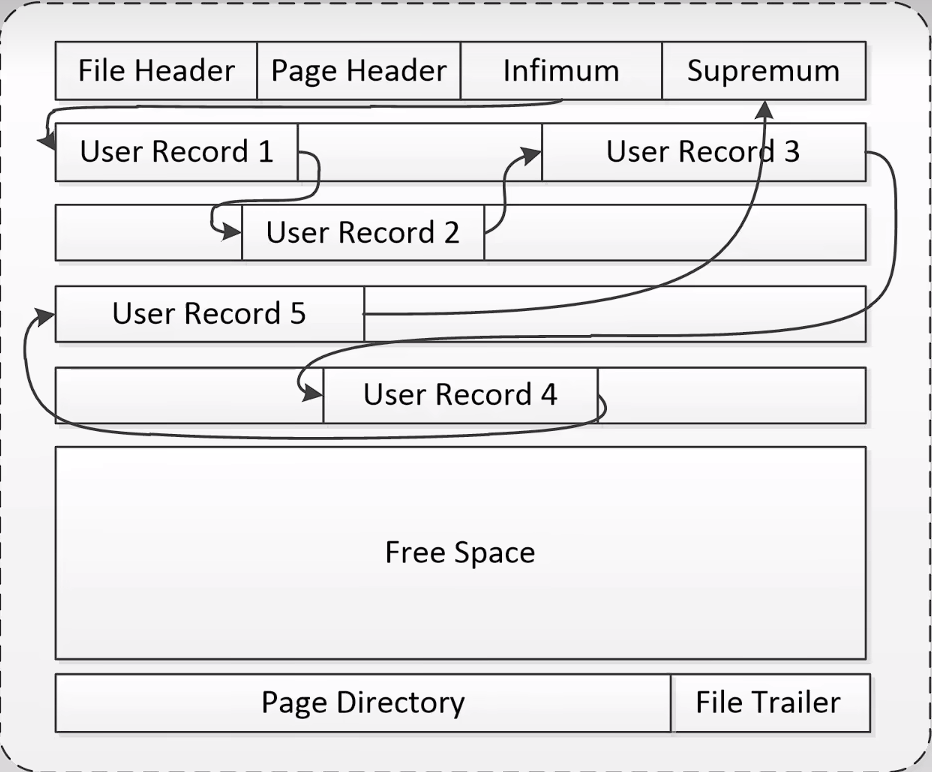 File Header Page Header Infimum Supremum
User Record 1 User Record 3
User Record 2
User Record 5
User Record 4
Free Space
Page Directory File Trailer